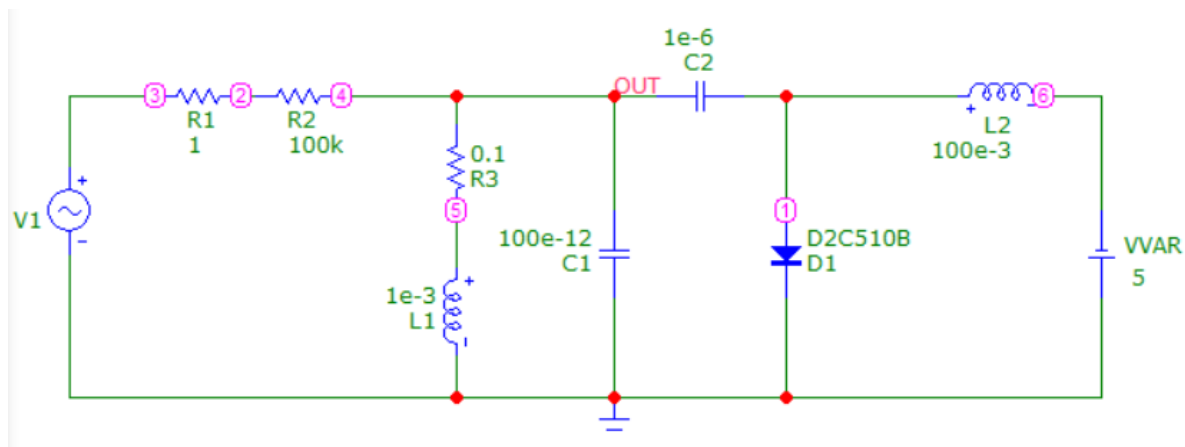 1e-6
C2
OUT
3
2
4
6
R1
1
R2
100k
L2
100e-3
0.1
R3
+
-
V1
5
1
100e-12
C1
D2C510B
D1
VVAR
5
1e-3
L1
+
-
+
-